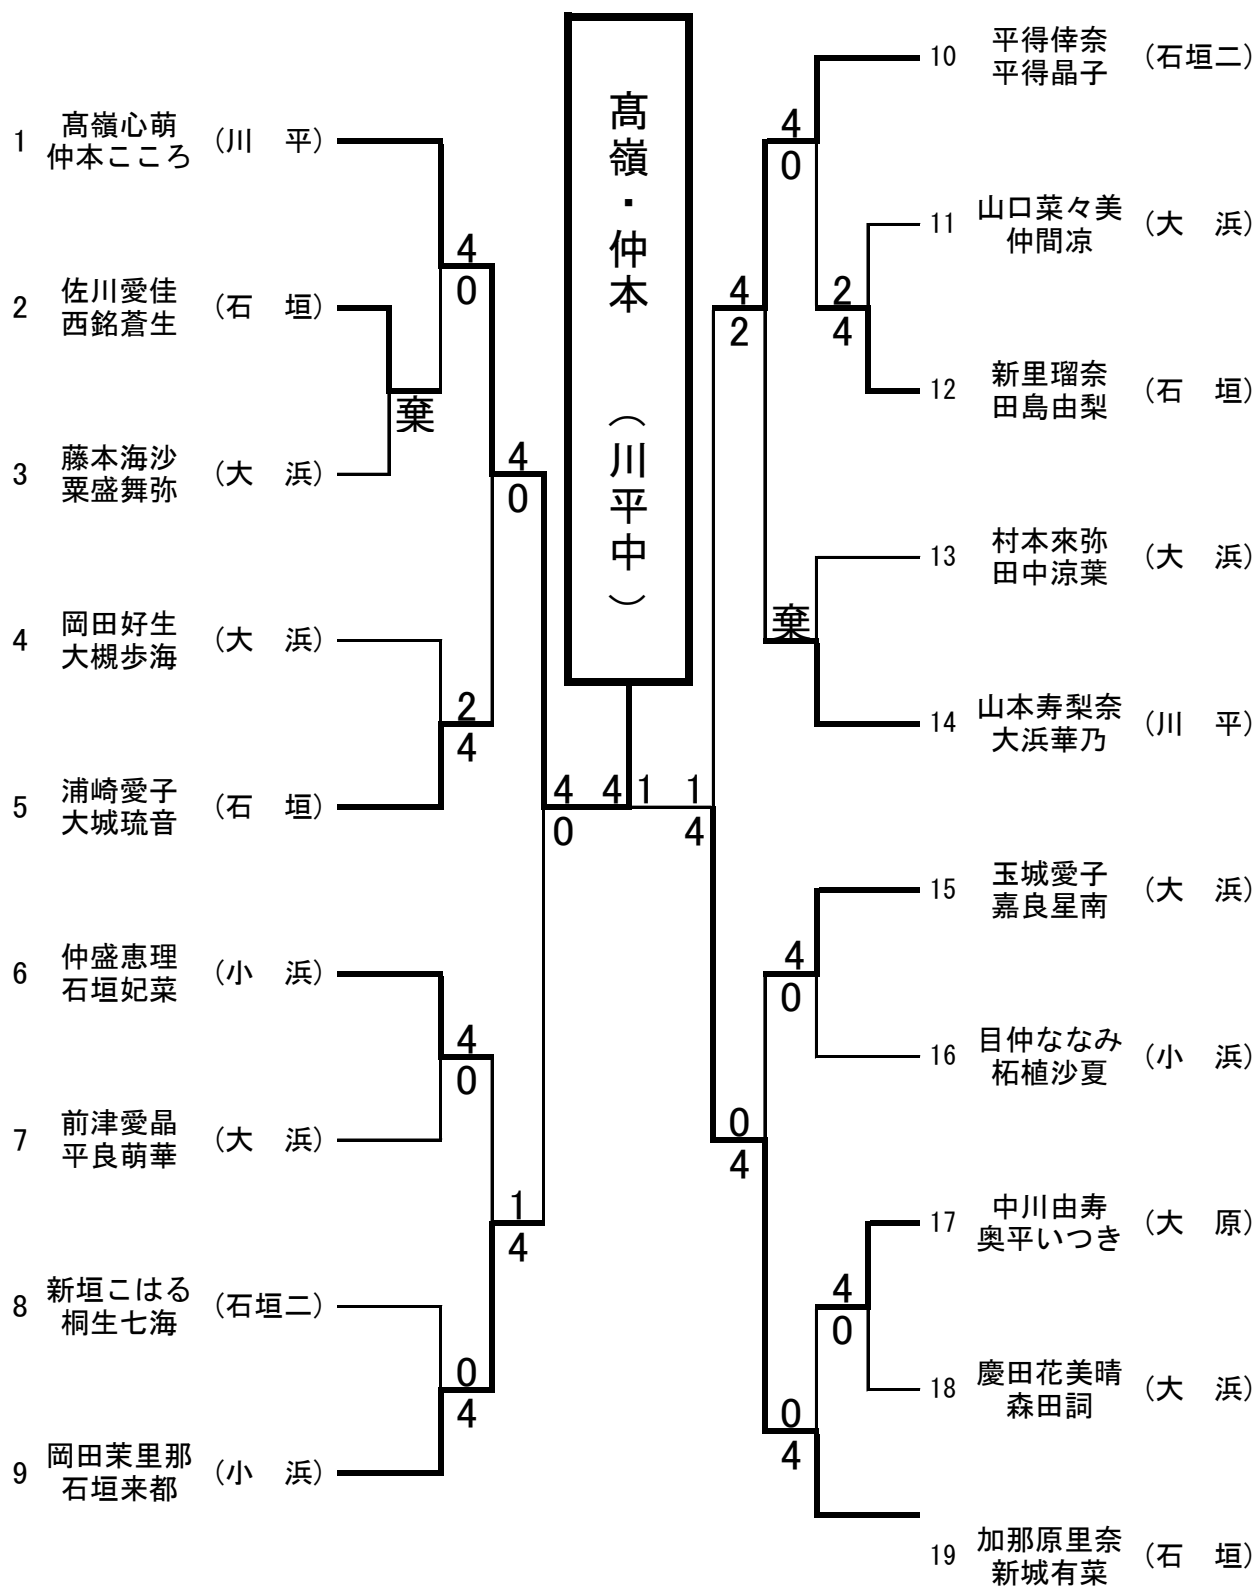 1 髙嶺心萌 (川 平)
仲本こころ
2 佐川愛佳 (石 垣)
西銘蒼生
3 藤本海沙 (大 浜)
粟盛舞弥
4 岡田好生 (大 浜)
大槻歩海
5 浦崎愛子 (石 垣)
大城琉音
6 仲盛恵理 (小 浜)
石垣妃菜
7 前津愛晶 (大 浜)
平良萌華
8 新垣こはる (石垣二)
桐生七海
9 岡田茉里那 (小 浜)
石垣来都
4
0
棄
4
0
2
4
4
0
1
4
0
4
4
0
4 1
髙嶺・仲本 (川平中)
1
4
4
2
4
0
2
4
棄
0
4
4
0
4
0
0
4
10 平得倖奈 (石垣二)
平得晶子
11 山口菜々美 (大 浜)
仲間凉
12 新里瑠奈 (石 垣)
田島由梨
13 村本來弥 (大 浜)
田中涼葉
14 山本寿梨奈 (川 平)
大浜華乃
15 玉城愛子 (大 浜)
嘉良星南
16 目仲ななみ (小 浜)
柘植沙夏
17 中川由寿 (大 原)
奥平いつき
18 慶田花美晴 (大 浜)
森田詞
19 加那原里奈 (石 垣)
新城有菜